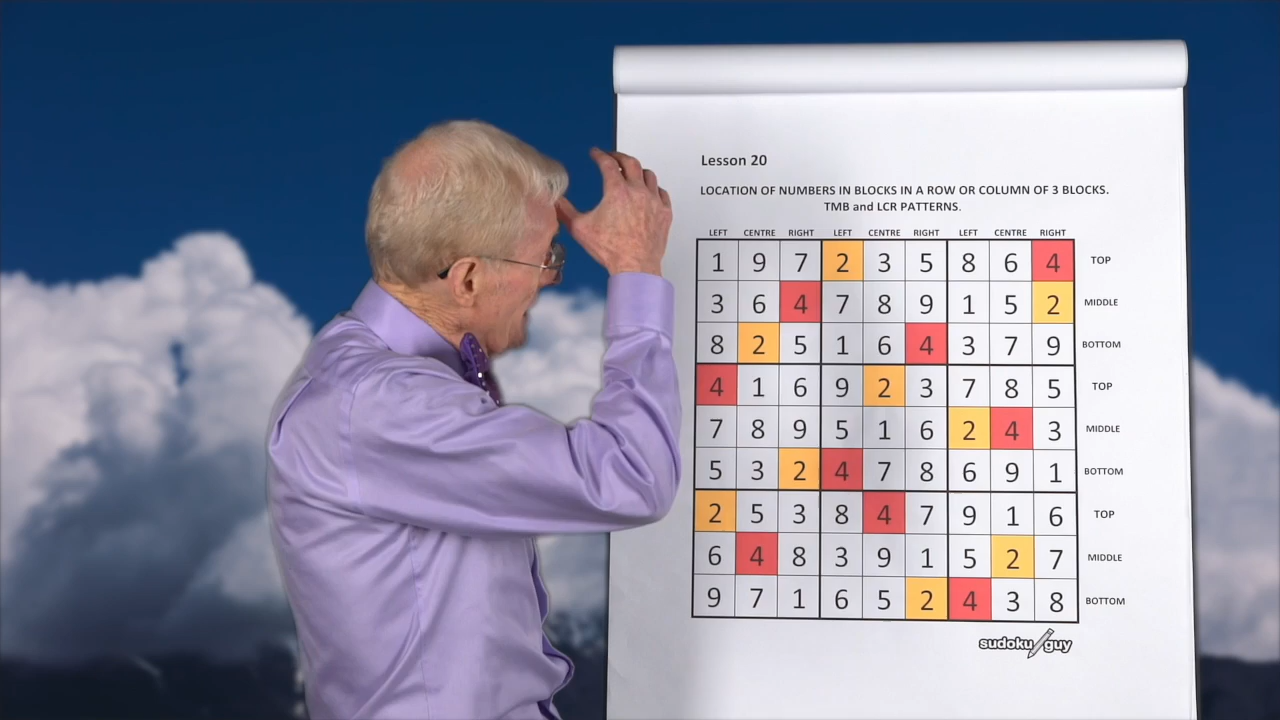 Lesson 20
LOCATION OF NUMBERS IN BLOCKS IN A ROW OR COLUMN OF 3 BLOCKS.
TMB and LCR PATTERNS.
LEFT CENTRE RIGHT LEFT CENTRE RIGHT LEFT CENTRE RIGHT
1 9 7 2 3 5 8 6 4 TOP
3 6 4 7 8 9 1 5 2 MIDDLE
8 2 5 1 6 4 3 7 9 BOTTOM
4 1 6 9 2 3 7 8 5 TOP
7 8 9 5 1 6 2 4 3 MIDDLE
5 3 2 4 7 8 6 9 1 BOTTOM
2 5 3 8 4 7 9 1 6 TOP
6 4 8 3 9 1 5 2 7 MIDDLE
9 7 1 6 5 2 4 3 8 BOTTOM
sudoku guy